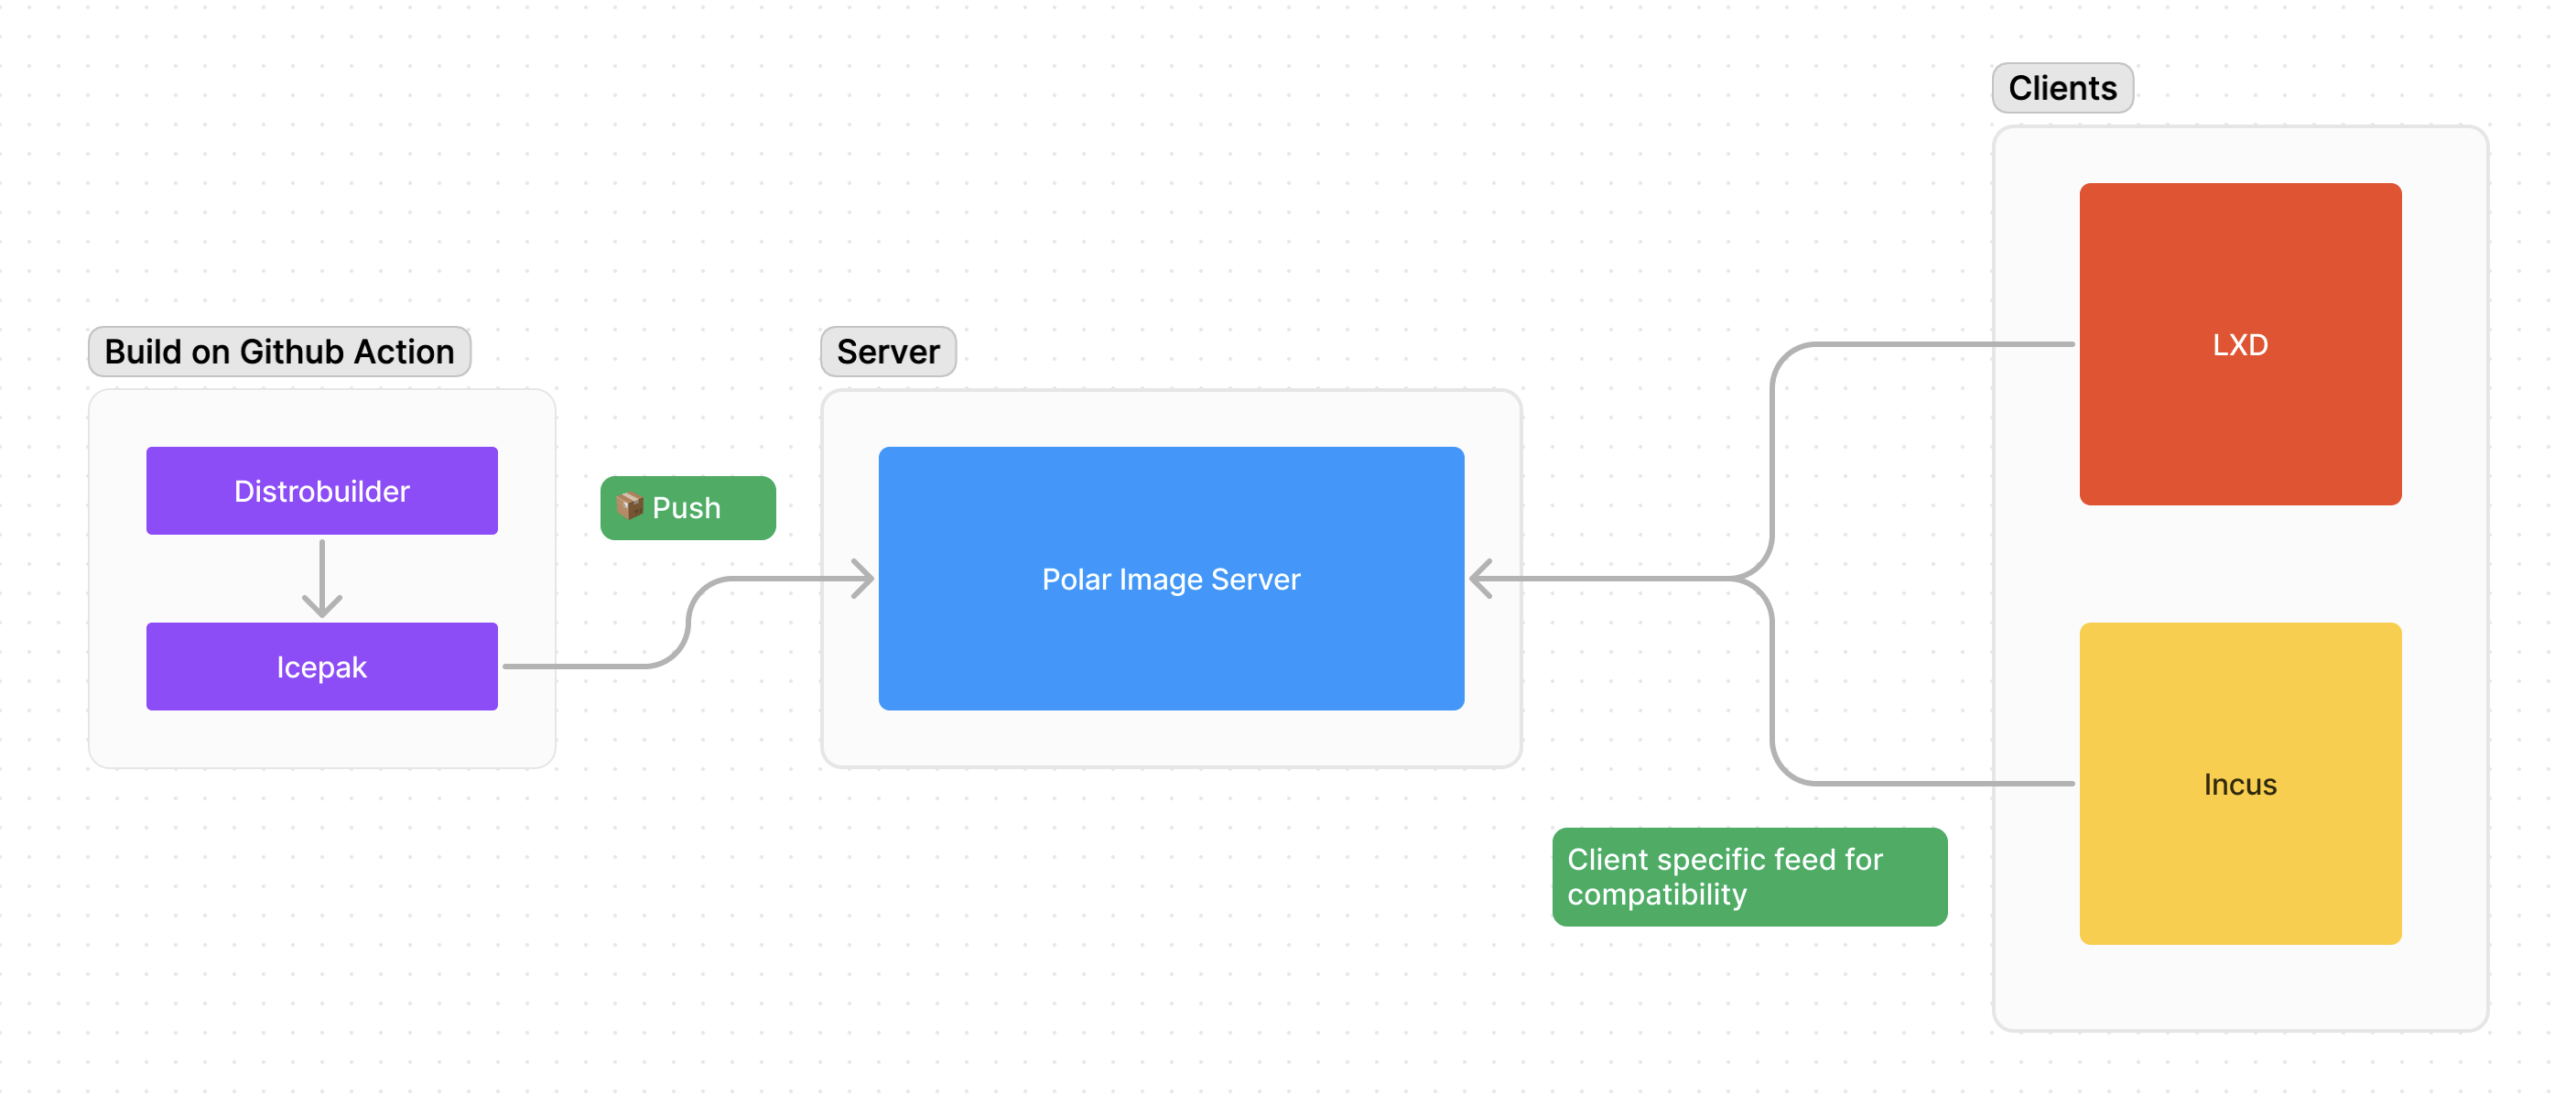 Build on Github Action
Distrobuilder
Icepak
📦 Push
Server
Polar Image Server
Client specific feed for
compatibility
Clients
LXD
Incus